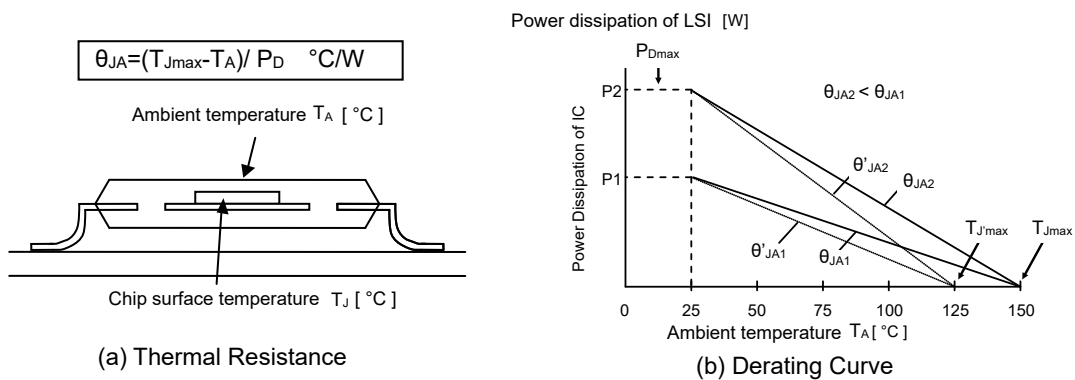 θJA=(TJmax-TA)/ PD °C/W
Ambient temperature TA [ °C ]
Chip surface temperature TJ [ °C ]
(a) Thermal Resistance
Power dissipation of LSI [W]
PDmax
P2
θJA2 < θJA1
θ'JA2
θJA2
P1
Power Dissipation of IC
TJ'max
TJmax
θ'JA1
θJA1
0 25 50 75 100 125 150
Ambient temperature TA [ °C ]
(b) Derating Curve